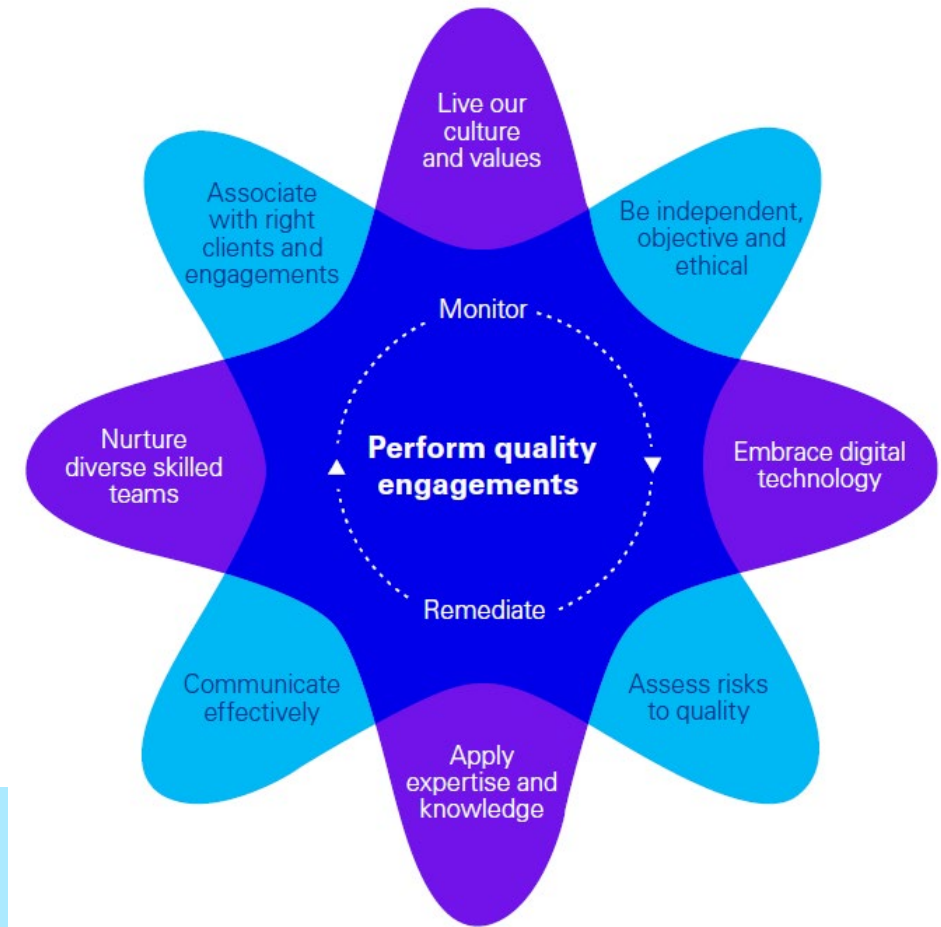 Live our
culture
and values
Be independent,
objective and
ethical
Embrace digital
technology
Assess risks
to quality
Apply
expertise and
knowledge
Communicate
effectively
Nurture
diverse skilled
teams
Associate
with right
clients and
engagements
Monitor
Perform quality
engagements
Remediate